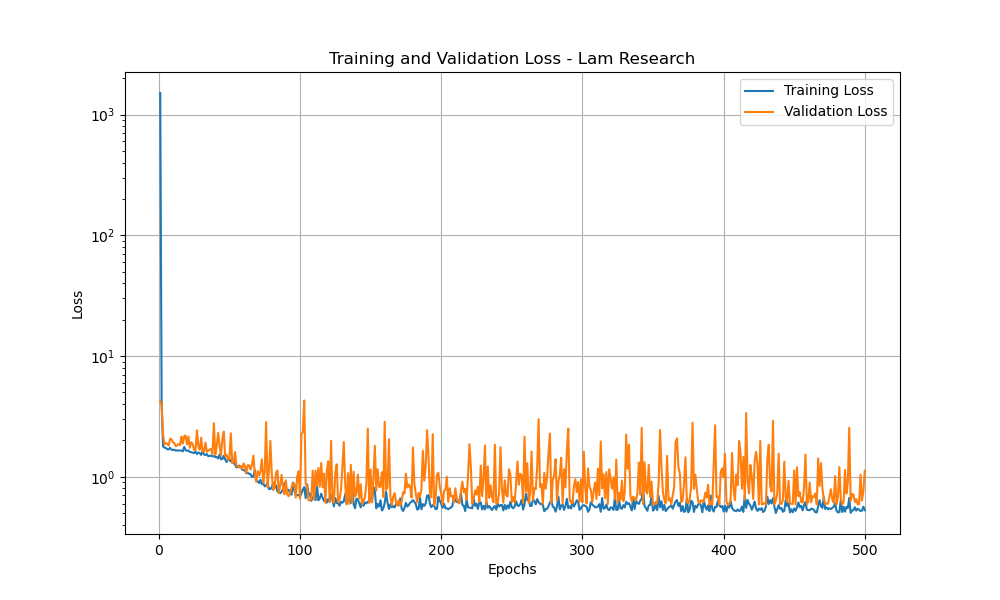 Training and Validation Loss - Lam Research
Training Loss
Validation Loss
Loss
10³
10²
10¹
10⁰
0 100 200 300 400 500
Epochs